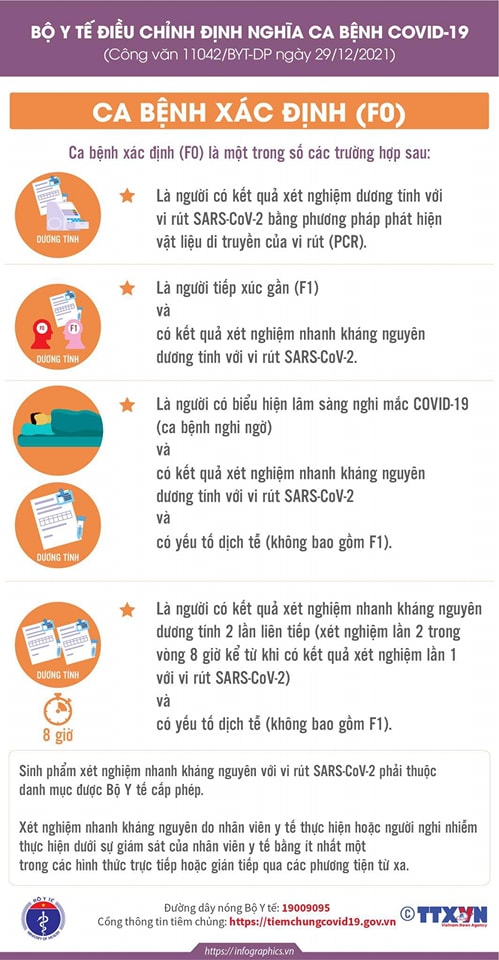 BỘ Y TẾ ĐIỀU CHỈNH ĐỊNH NGHĨA CA BỆNH COVID-19
(Công văn 11042/BYT-DP ngày 29/12/2021)
CA BỆNH XÁC ĐỊNH (F0)
Ca bệnh xác định (F0) là một trong số các trường hợp sau:
DƯƠNG TÍNH
Là người có kết quả xét nghiệm dương tính với
vi rút SARS-CoV-2 bằng phương pháp phát hiện
vật liệu di truyền của vi rút (PCR).
F0
F1
DƯƠNG TÍNH
Là người tiếp xúc gần (F1)
và
có kết quả xét nghiệm nhanh kháng nguyên
dương tính với vi rút SARS-CoV-2.
Là người có biểu hiện lâm sàng nghi mắc COVID-19
(ca bệnh nghi ngờ)
và
có kết quả xét nghiệm nhanh kháng nguyên
dương tính với vi rút SARS-CoV-2
và
có yếu tố dịch tễ (không bao gồm F1).
DƯƠNG TÍNH
Là người có kết quả xét nghiệm nhanh kháng nguyên
dương tính 2 lần liên tiếp (xét nghiệm lần 2 trong
vòng 8 giờ kể từ khi có kết quả xét nghiệm lần 1
với vi rút SARS-CoV-2)
và
có yếu tố dịch tễ (không bao gồm F1).
DƯƠNG TÍNH
8 giờ
Sinh phẩm xét nghiệm nhanh kháng nguyên với vi rút SARS-CoV-2 phải thuộc
danh mục được Bộ Y tế cấp phép.
Xét nghiệm nhanh kháng nguyên do nhân viên y tế thực hiện hoặc người nghi nhiễm
thực hiện dưới sự giám sát của nhân viên y tế bằng ít nhất một
trong các hình thức trực tiếp hoặc gián tiếp qua các phương tiện từ xa.
BỘ Y TẾ
MINISTRY OF HEALTH
Đường dây nóng Bộ Y tế: 19009095
Cổng thông tin tiêm chủng: https://tiemchungcovid19.gov.vn
© TTXVN
Vietnam News Agency
https://infographics.vn